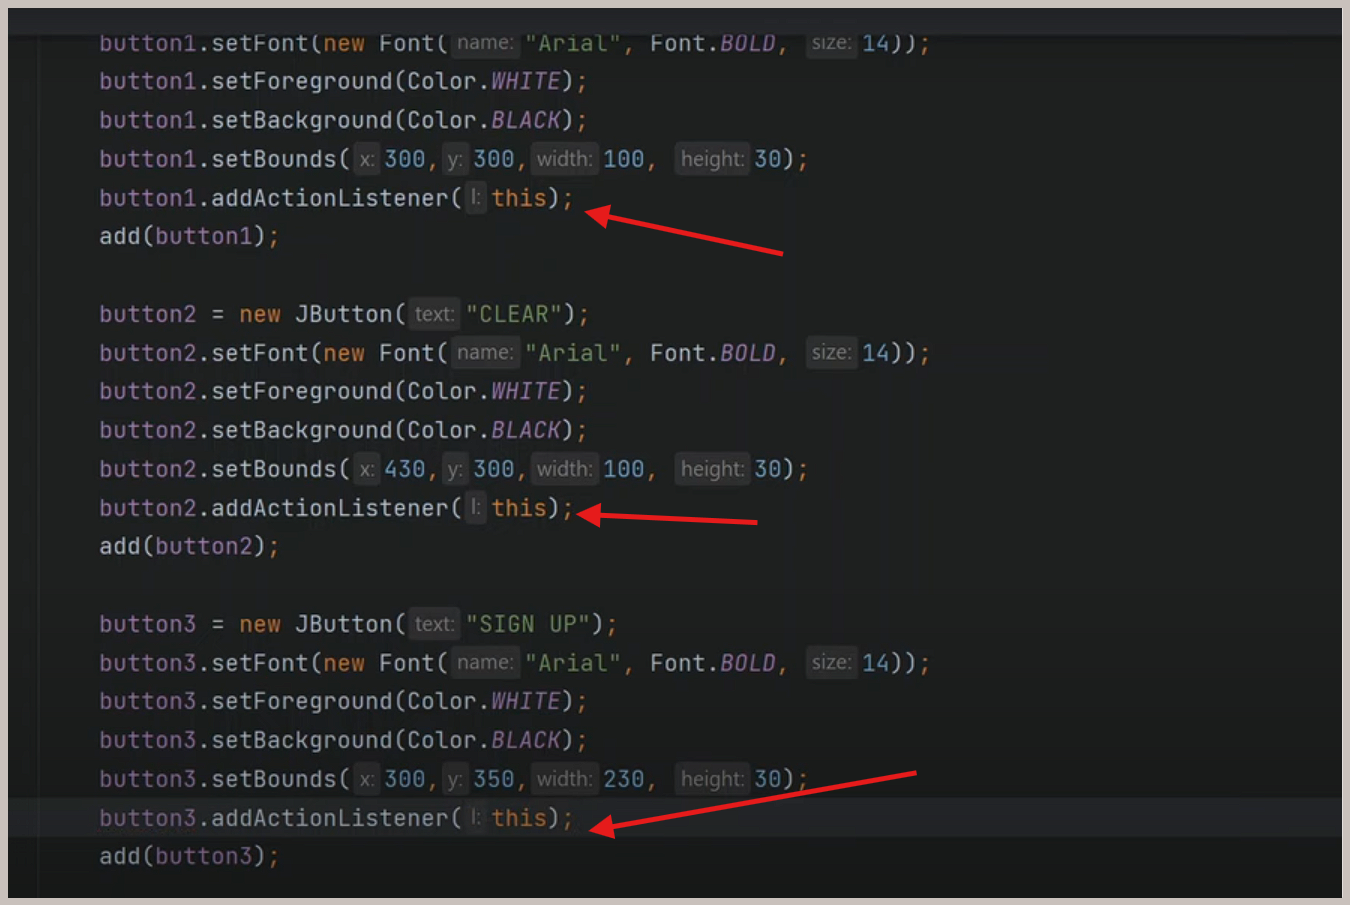 button1.setFont(new Font( name: "Arial", Font.BOLD, size: 14));
button1.setForeground(Color.WHITE);
button1.setBackground(Color.BLACK);
button1.setBounds( x: 300, y: 300, width: 100, height: 30);
button1.addActionListener( l: this);
add(button1);
button2 = new JButton( text: "CLEAR");
button2.setFont(new Font( name: "Arial", Font.BOLD, size: 14));
button2.setForeground(Color.WHITE);
button2.setBackground(Color.BLACK);
button2.setBounds( x: 430, y: 300, width: 100, height: 30);
button2.addActionListener( l: this);
add(button2);
button3 = new JButton( text: "SIGN UP");
button3.setFont(new Font( name: "Arial", Font.BOLD, size: 14));
button3.setForeground(Color.WHITE);
button3.setBackground(Color.BLACK);
button3.setBounds( x: 300, y: 350, width: 230, height: 30);
button3.addActionListener( l: this);
add(button3);